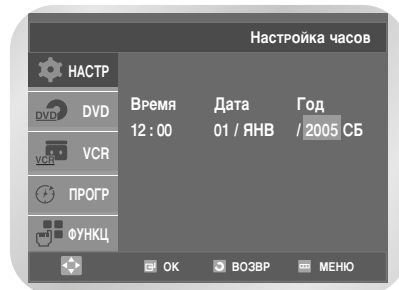 Настройка часов
НАСТР
DVD DVD
VCR VCR
ПРОГР
ФУНКЦ
Время Дата Год
12 : 00 01 / ЯНВ / 2005 СБ
ОК ВОЗВР МЕНЮ